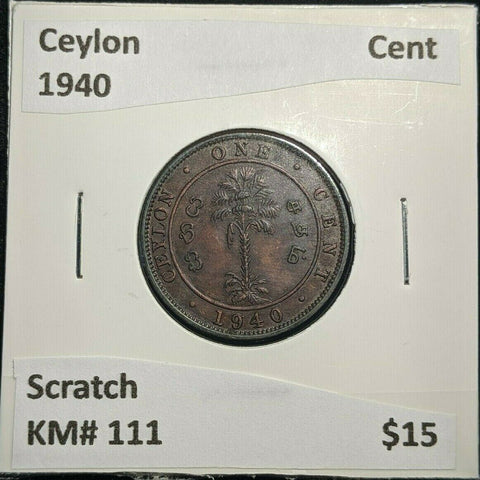 Ceylon Cent
1940
CEYLON · ONE · CENT
· 1940 ·
Scratch
KM# 111 $15